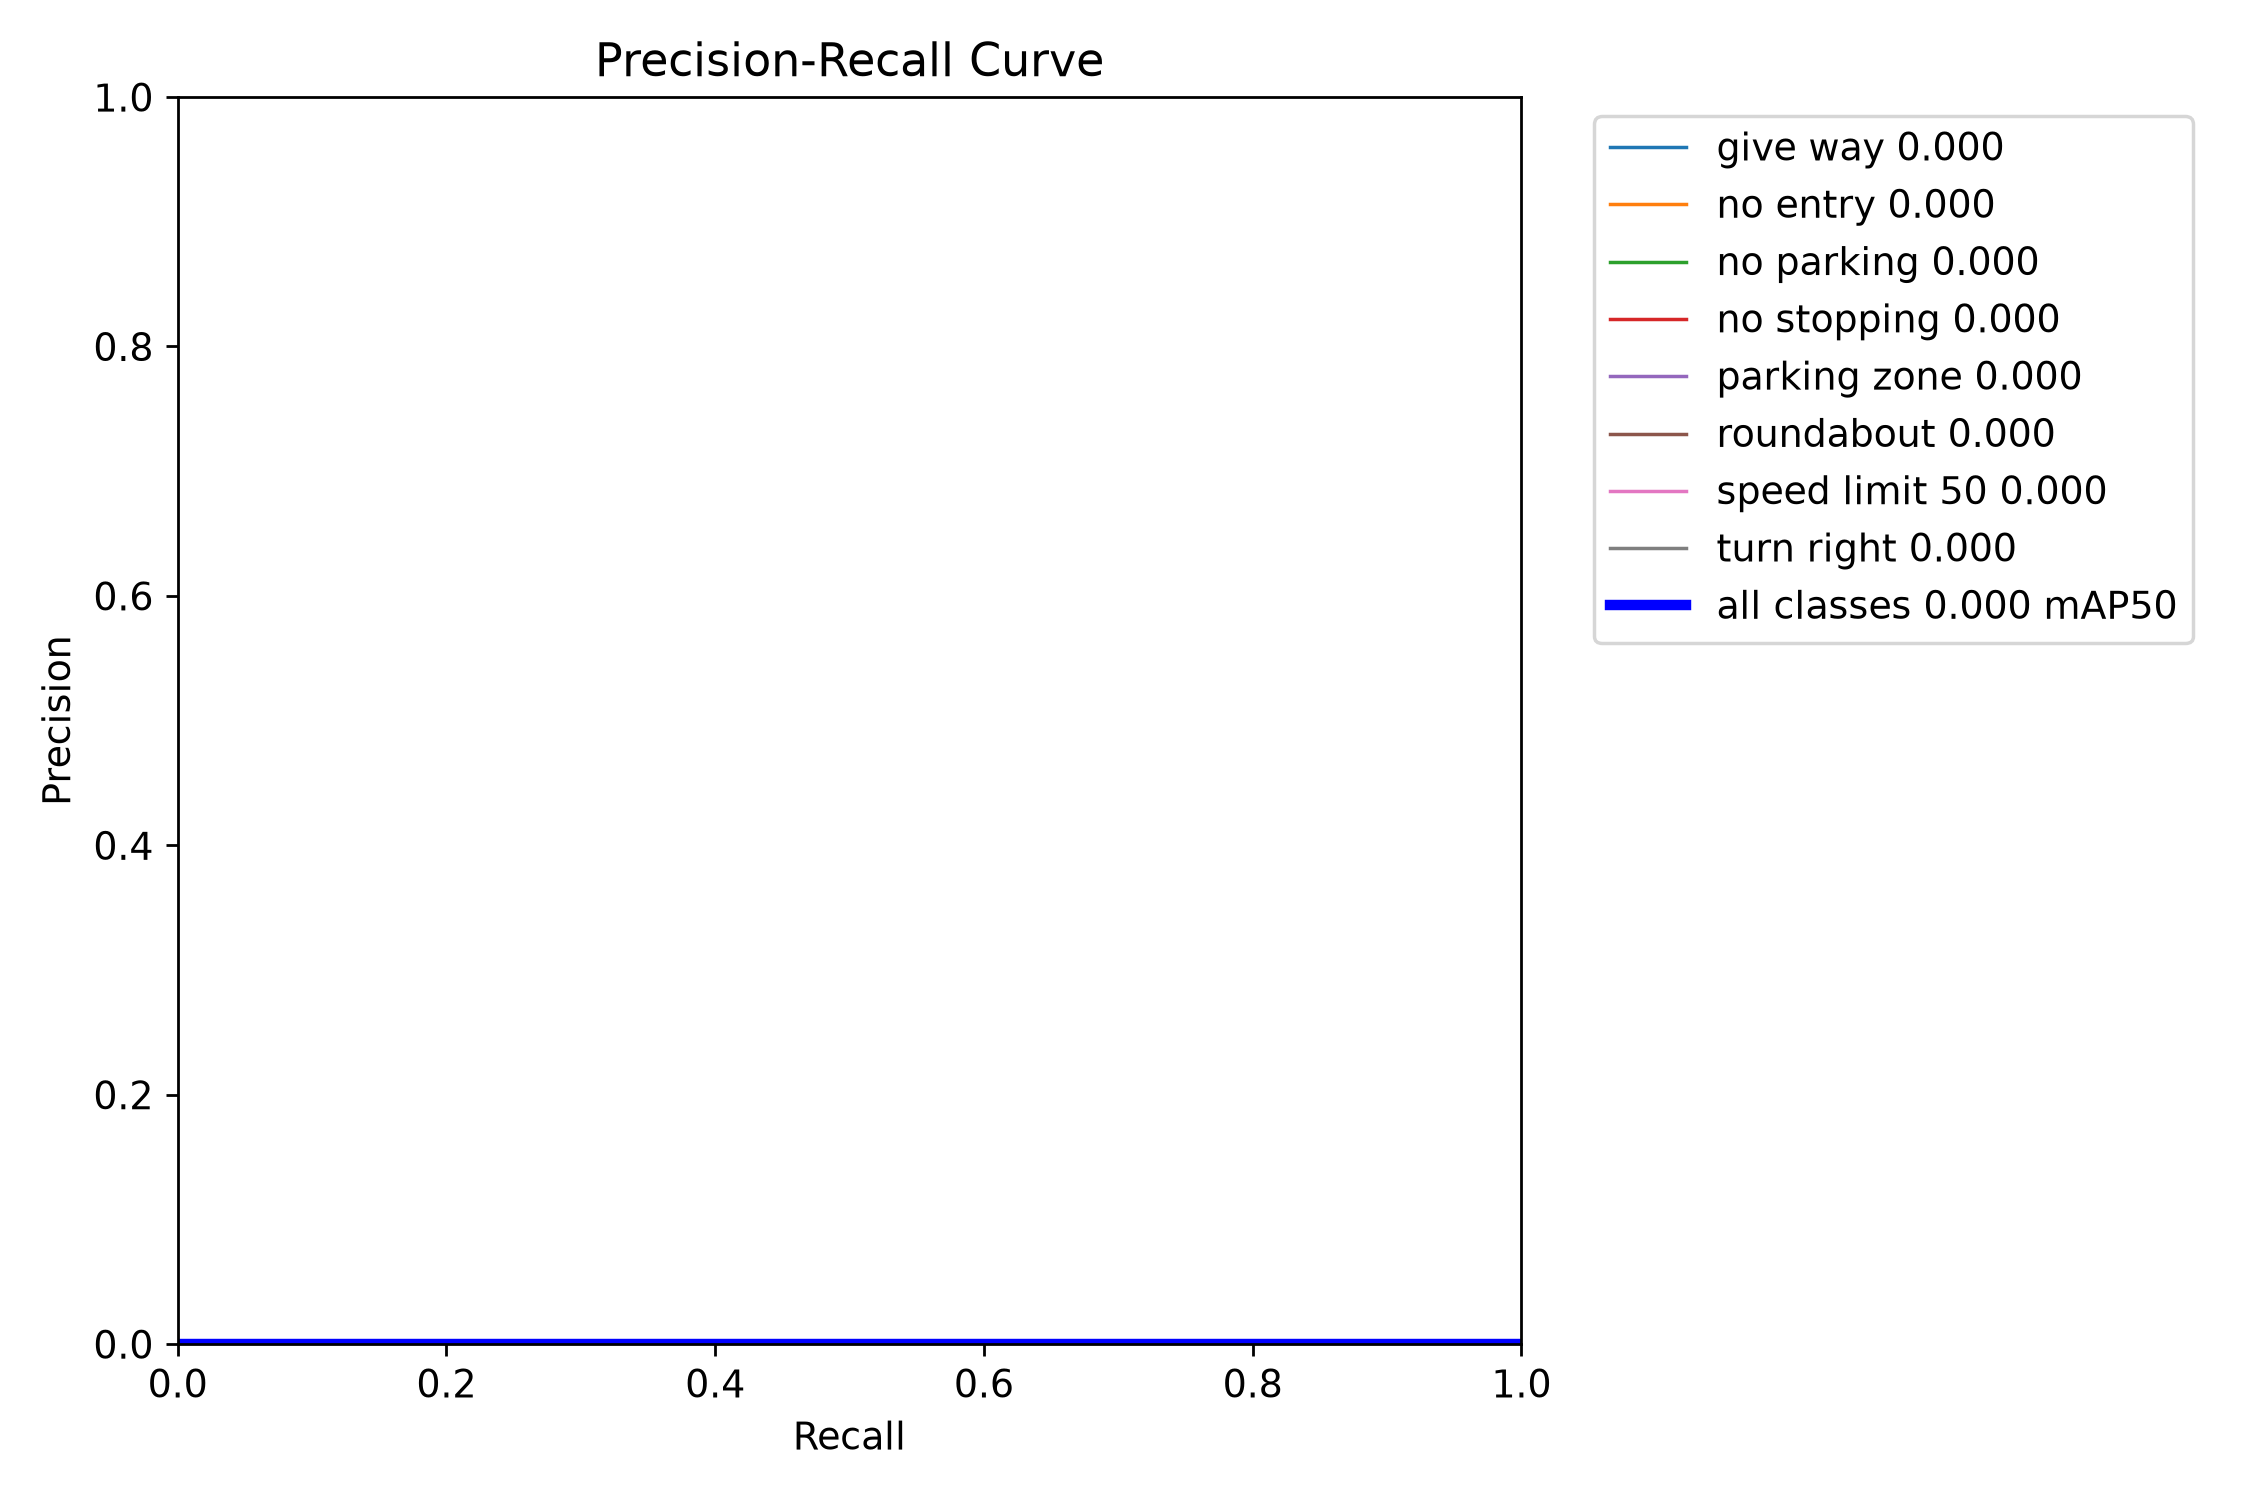 Precision-Recall Curve
1.0
0.8
0.6
0.4
0.2
0.0
Precision
0.0 0.2 0.4 0.6 0.8 1.0
Recall
give way 0.000
no entry 0.000
no parking 0.000
no stopping 0.000
parking zone 0.000
roundabout 0.000
speed limit 50 0.000
turn right 0.000
all classes 0.000 mAP50